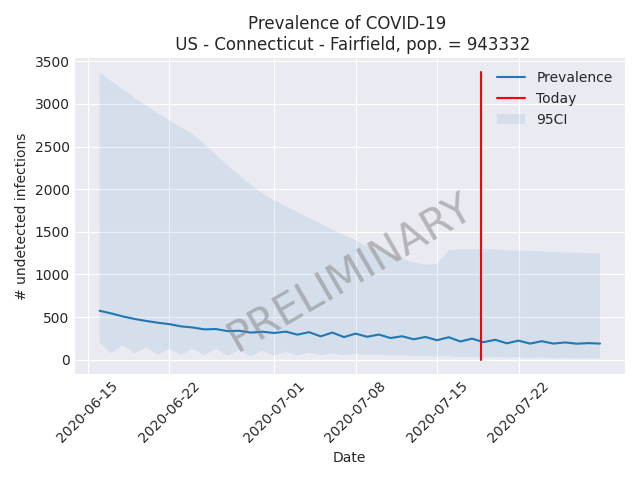 Prevalence of COVID-19
US - Connecticut - Fairfield, pop. = 943332
3500
3000
2500
2000
1500
1000
500
0
# undetected infections
Prevalence
Today
95CI
PRELIMINARY
2020-06-15
2020-06-22
2020-07-01
2020-07-08
2020-07-15
2020-07-22
Date